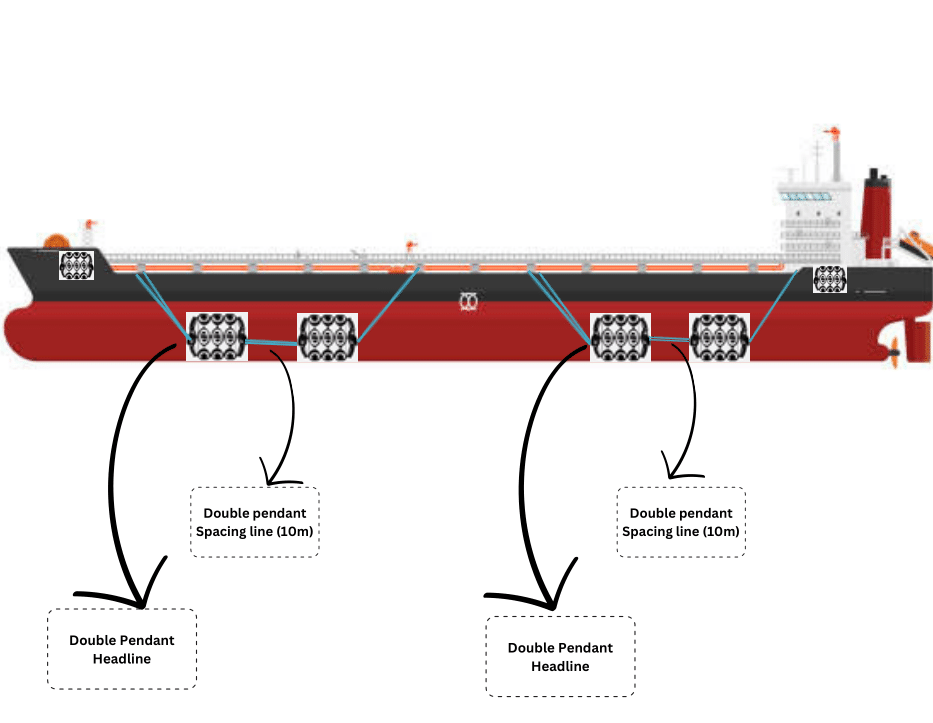 Double pendant
Spacing line (10m)
Double pendant
Spacing line (10m)
Double Pendant
Headline
Double Pendant
Headline